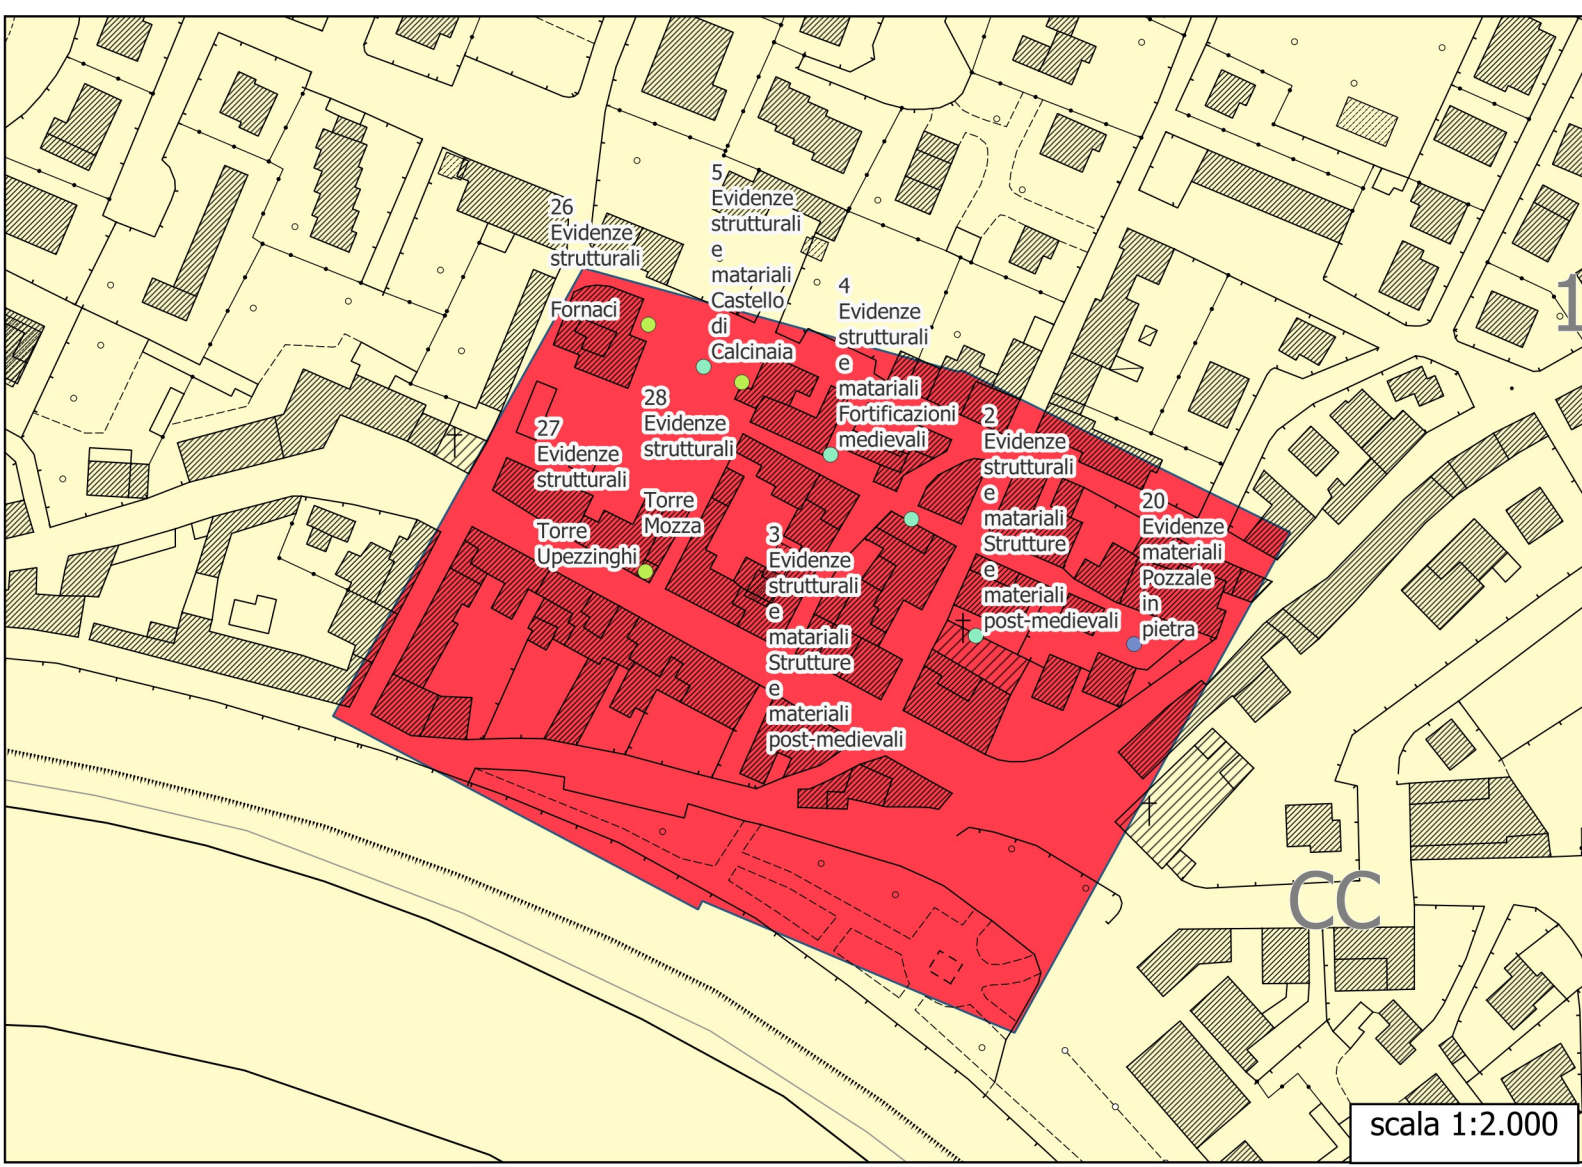 26
Evidenze
strutturali
Fornaci
5
Evidenze
strutturali
e
matariali
Castello
di
Calcinaia
4
Evidenze
strutturali
e
matariali
Fortificazioni
medievali
27
Evidenze
strutturali
Torre
Upezzinghi
28
Evidenze
strutturali
Torre
Mozza
3
Evidenze
strutturali
e
matariali
Strutture
e
materiali
post-medievali
2
Evidenze
strutturali
e
matariali
Strutture
e
materiali
post-medievali
20
Evidenze
materiali
Pozzale
in
pietra
1
CC
scala 1:2.000